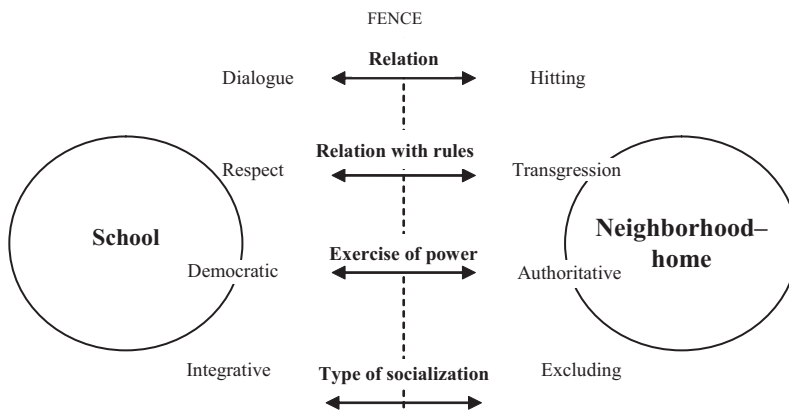 FENCE
Relation
Dialogue
Hitting
Relation with rules
Respect
Transgression
School
Neighborhood–
home
Exercise of power
Democratic
Authoritative
Integrative
Type of socialization
Excluding